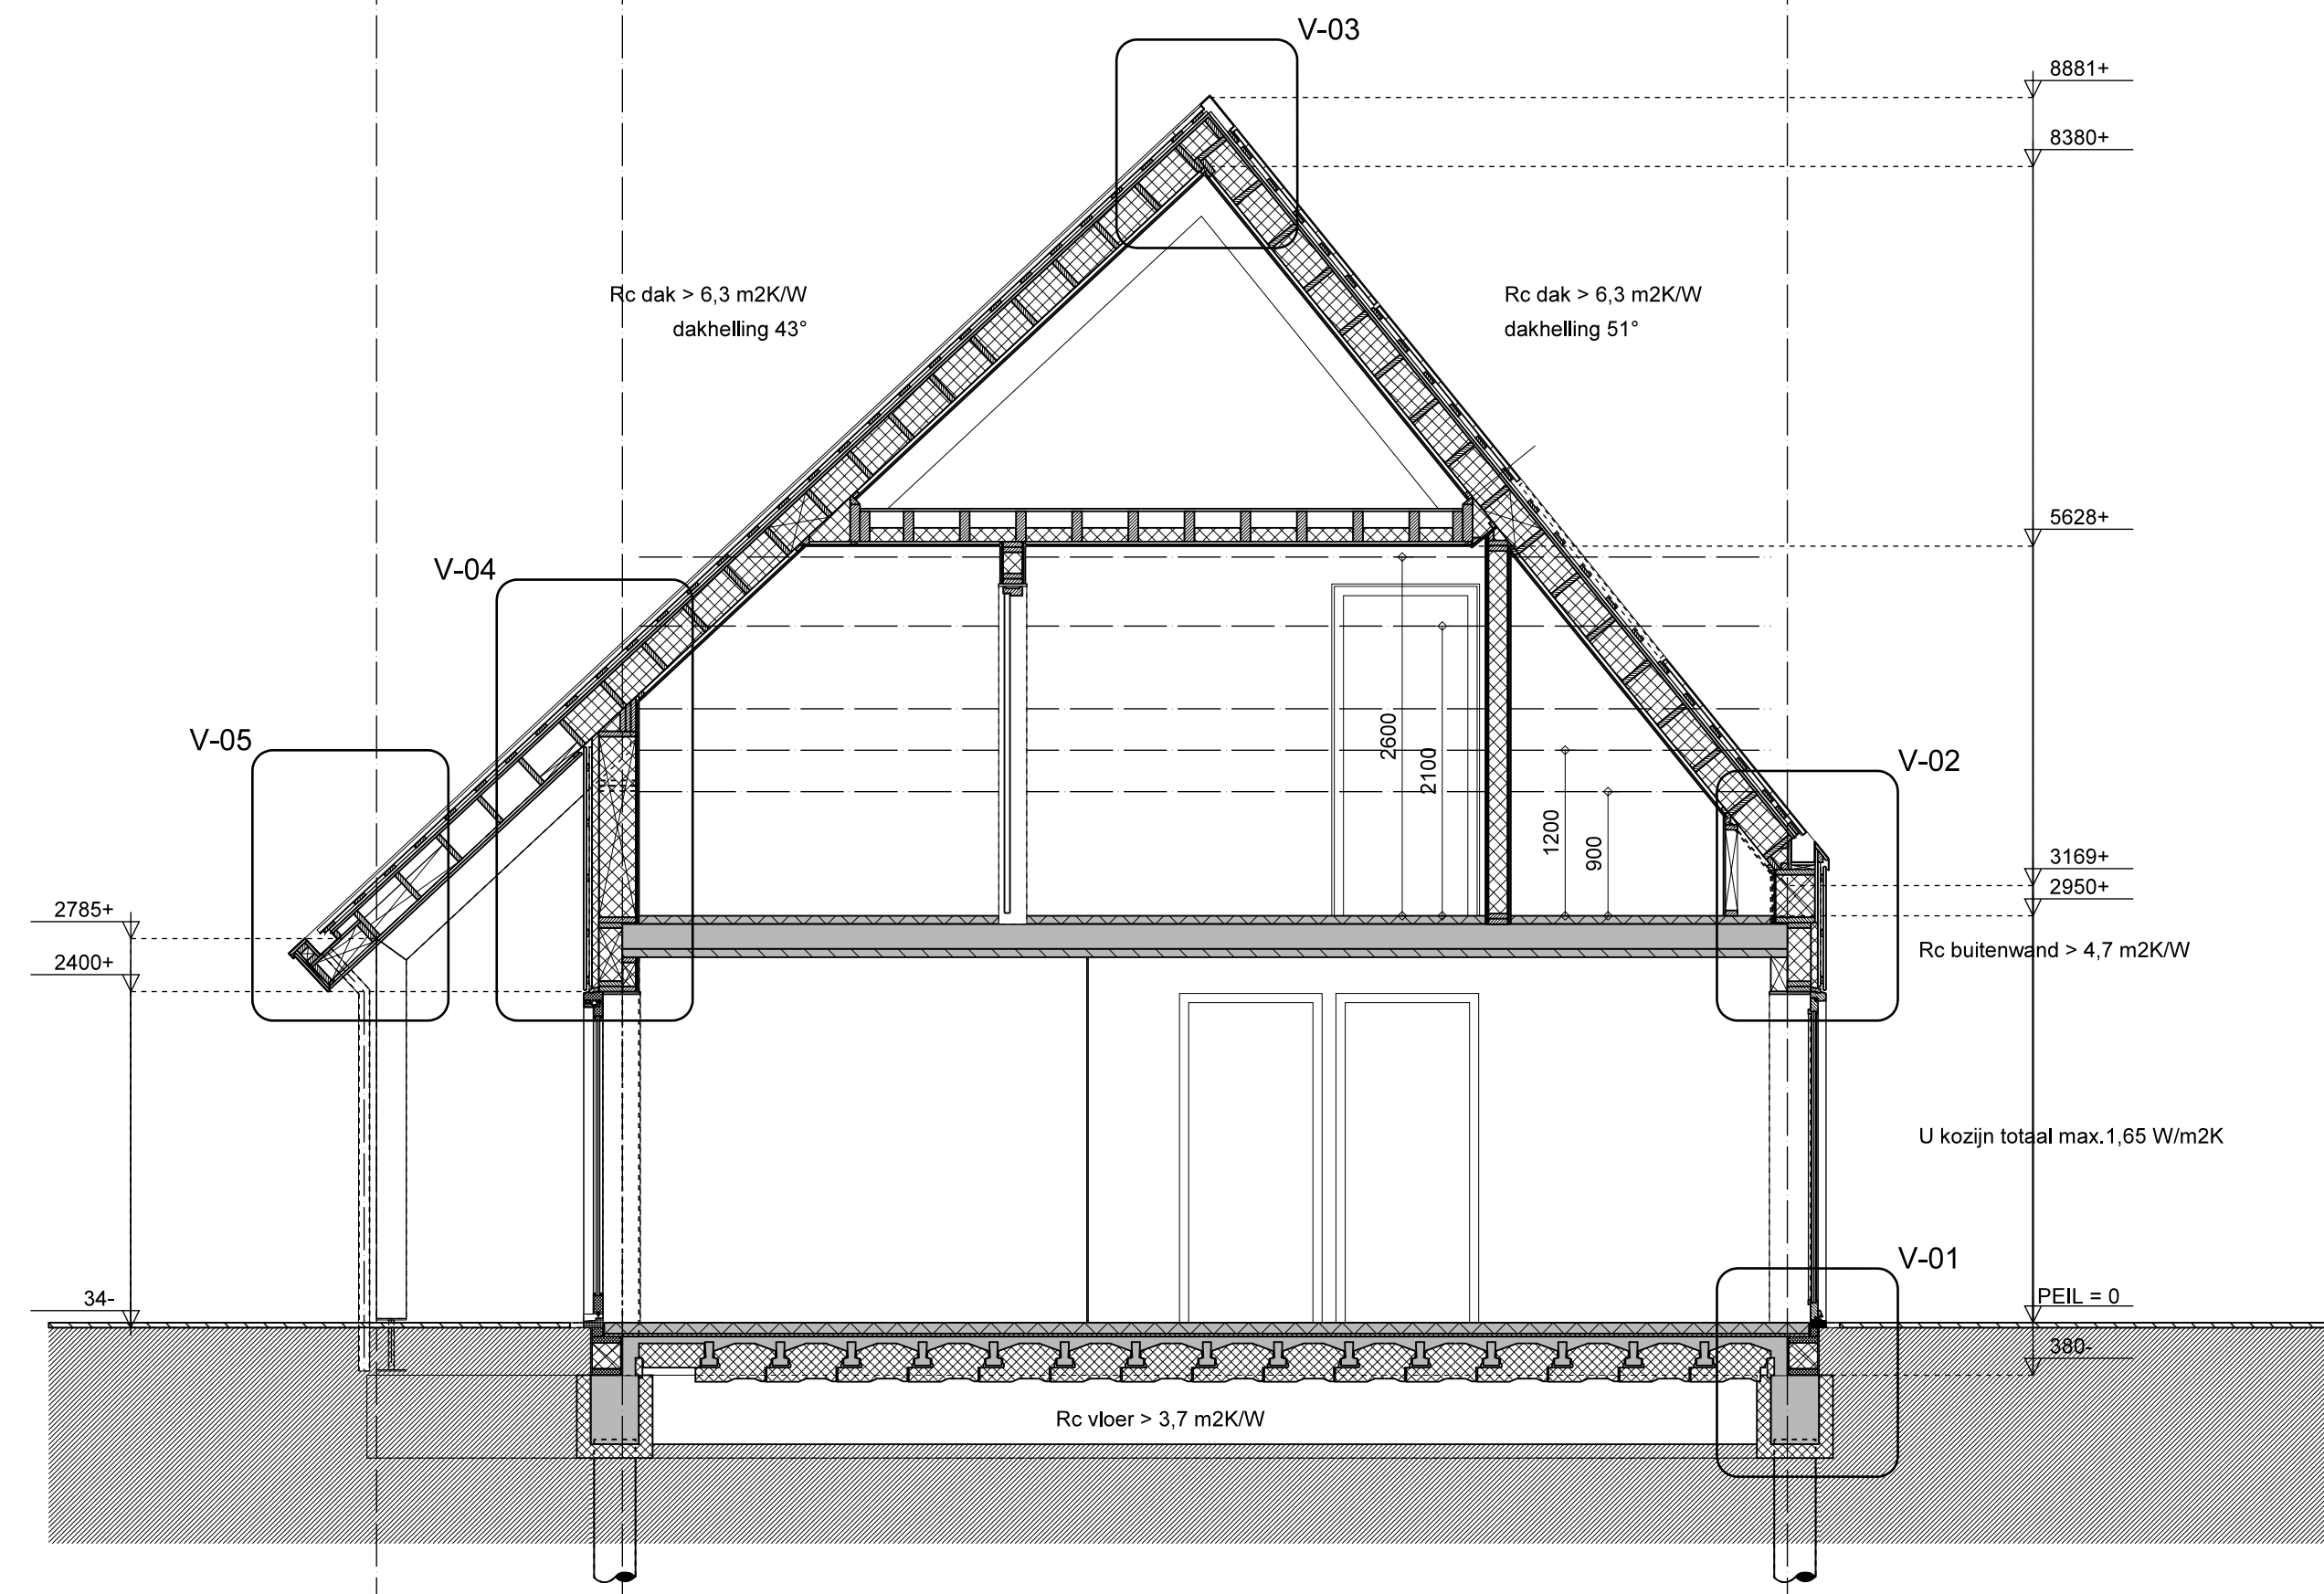 V-03
8881+
8380+
Rc dak > 6,3 m2K/W
dakhelling 43°
Rc dak > 6,3 m2K/W
dakhelling 51°
5628+
V-04
2600
2100
1200
900
V-05
V-02
3169+
2950+
2785+
2400+
Rc buitenwand > 4,7 m2K/W
U kozijn totaal max.1,65 W/m2K
V-01
34-
PEIL = 0
380-
Rc vloer > 3,7 m2K/W